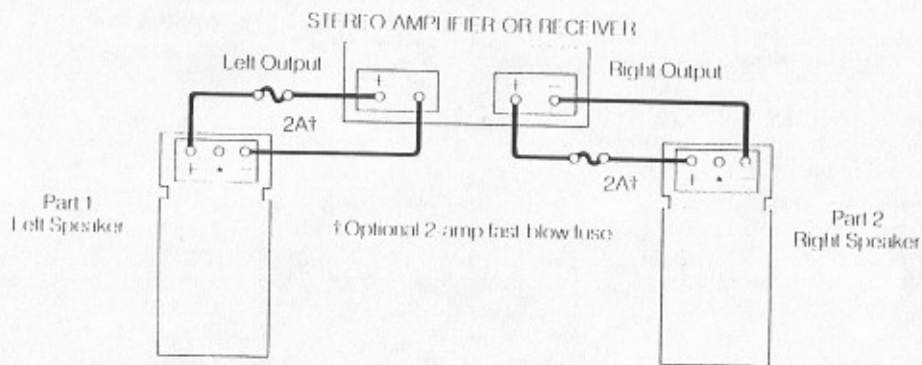 STEREO AMPLIFIER OR RECEIVER
Left Output
Right Output
+
+ −
2A†
2A†
+ • −
+ • −
Part 1
Left Speaker
†Optional 2-amp fast blow fuse
Part 2
Right Speaker